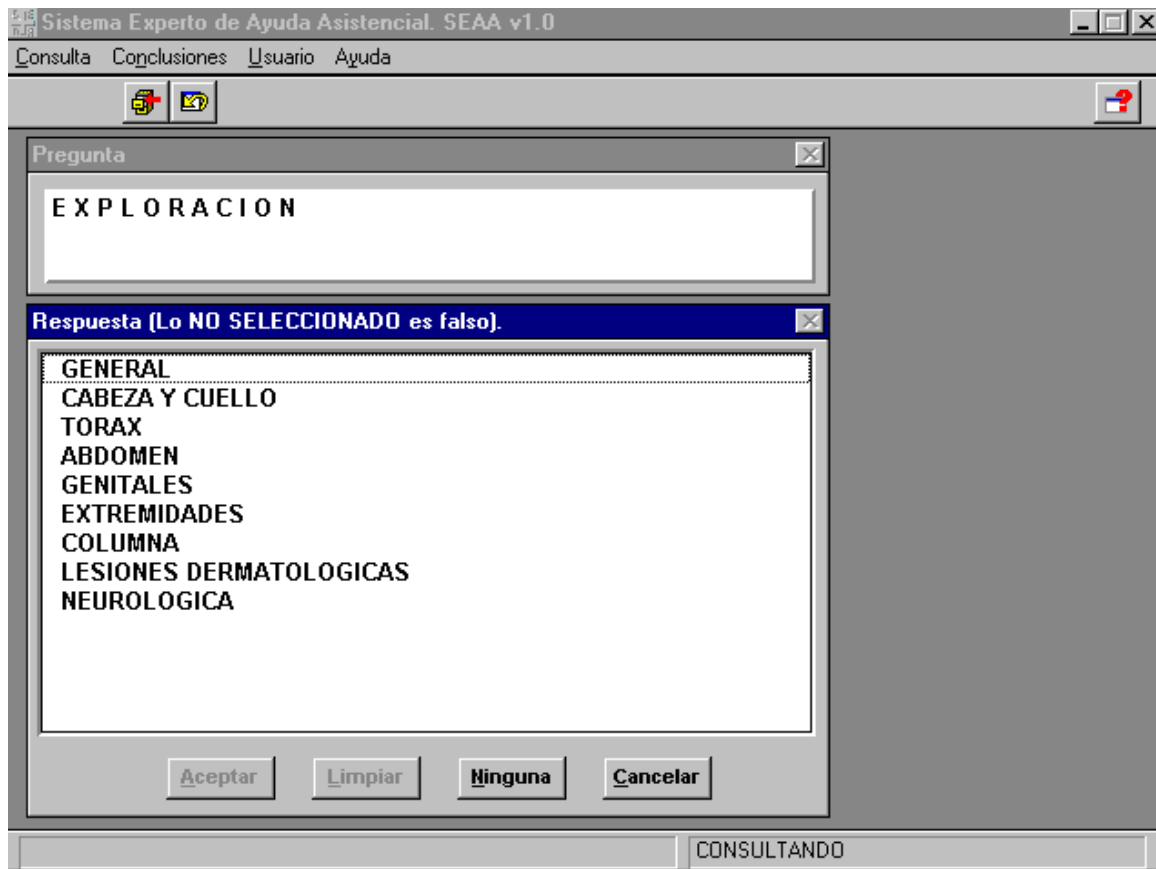 Sistema Experto de Ayuda Asistencial. SEAA v1.0
Consulta Conclusiones Usuario Ayuda
Pregunta
E X P L O R A C I O N
Respuesta (Lo NO SELECCIONADO es falso).
GENERAL
CABEZA Y CUELLO
TORAX
ABDOMEN
GENITALES
EXTREMIDADES
COLUMNA
LESIONES DERMATOLOGICAS
NEUROLOGICA
Aceptar Limpiar Ninguna Cancelar
CONSULTANDO